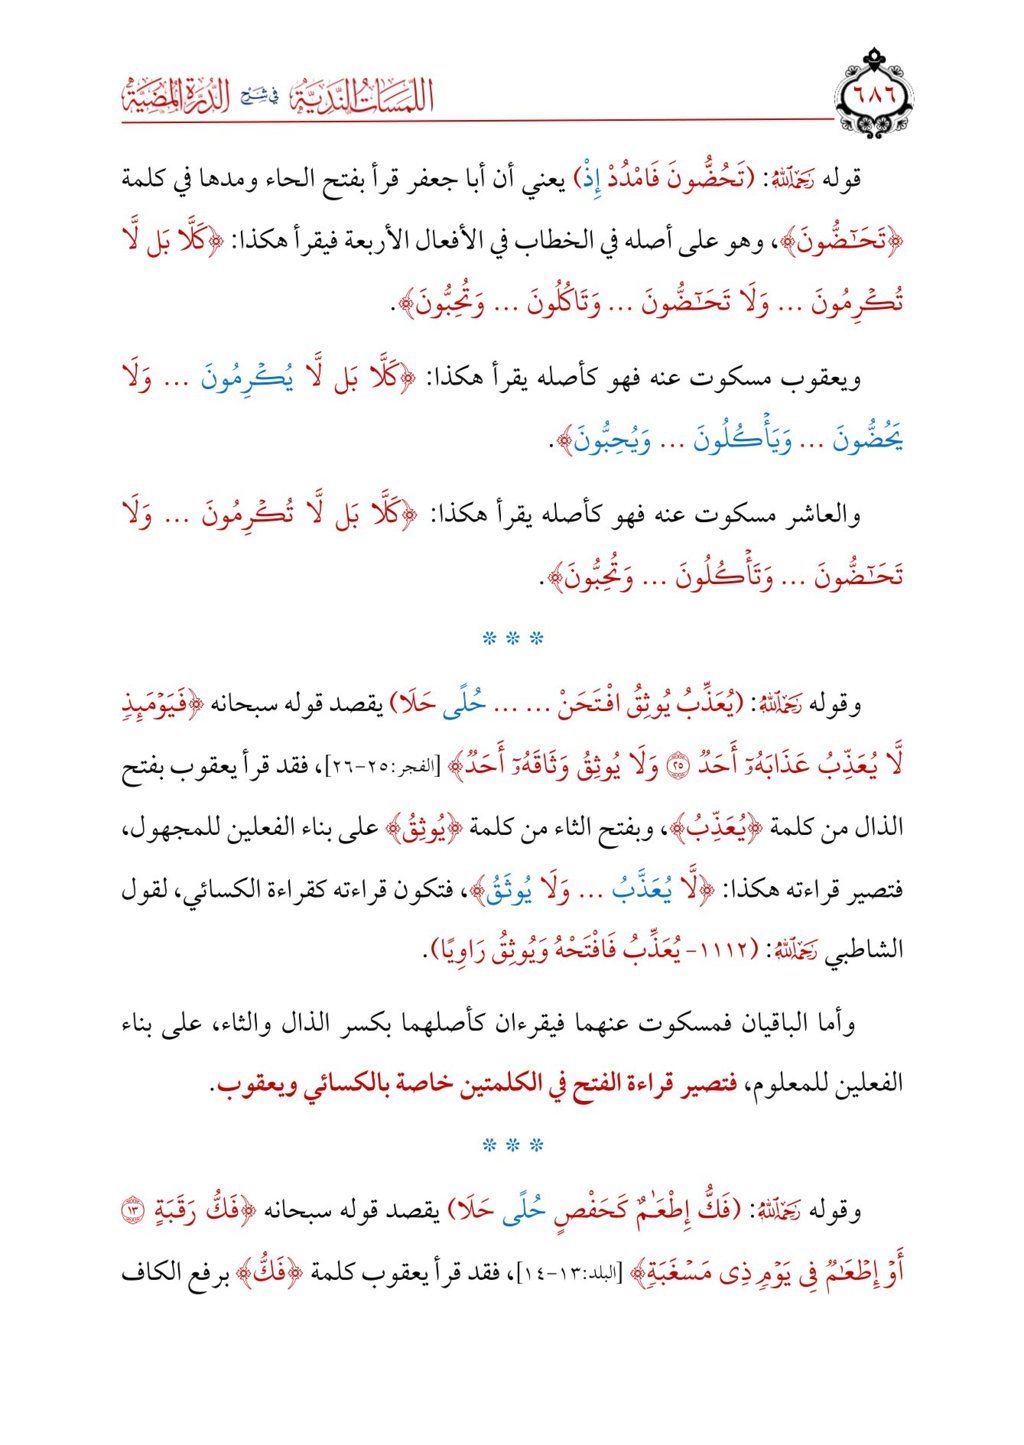 ٦٨٦
اللمسات الندية في شرح الدرة المضية
قوله رَحِمَهُ اللَّهُ: (تَحُضُّونَ فَامْدُدْ إِذْ) يعني أن أبا جعفر قرأ بفتح الحاء ومدها في كلمة
﴿تَحَٰٓضُّونَ﴾، وهو على أصله في الخطاب في الأفعال الأربعة فيقرأ هكذا: ﴿كَلَّا بَل لَّا
تُكْرِمُونَ ... وَلَا تَحَٰٓضُّونَ ... وَتَاكُلُونَ ... وَتُحِبُّونَ﴾.
ويعقوب مسكوت عنه فهو كأصله يقرأ هكذا: ﴿كَلَّا بَل لَّا يُكْرِمُونَ ... وَلَا
يَحُضُّونَ ... وَيَأْكُلُونَ ... وَيُحِبُّونَ﴾.
والعاشر مسكوت عنه فهو كأصله يقرأ هكذا: ﴿كَلَّا بَل لَّا تُكْرِمُونَ ... وَلَا
تَحَٰٓضُّونَ ... وَتَأْكُلُونَ ... وَتُحِبُّونَ﴾.
***
وقوله رَحِمَهُ اللَّهُ: (يُعَذِّبُ يُوثِقُ افْتَحَنْ ... ... حُلًى حَلَا) يقصد قوله سبحانه ﴿فَيَوْمَئِذٍ
لَّا يُعَذِّبُ عَذَابَهُۥٓ أَحَدٌ ٢٥ وَلَا يُوثِقُ وَثَاقَهُۥٓ أَحَدٌ﴾ [الفجر:٢٥-٢٦]، فقد قرأ يعقوب بفتح
الذال من كلمة ﴿يُعَذِّبُ﴾، وبفتح الثاء من كلمة ﴿يُوثِقُ﴾ على بناء الفعلين للمجهول،
فتصير قراءته هكذا: ﴿لَّا يُعَذَّبُ ... وَلَا يُوثَقُ﴾، فتكون قراءته كقراءة الكسائي، لقول
الشاطبي رَحِمَهُ اللَّهُ: (١١١٢- يُعَذِّبُ فَافْتَحْهُ وَيُوثِقُ رَاوِيًا).
وأما الباقيان فمسكوت عنهما فيقرءان كأصلهما بكسر الذال والثاء، على بناء
الفعلين للمعلوم، فتصير قراءة الفتح في الكلمتين خاصة بالكسائي ويعقوب.
***
وقوله رَحِمَهُ اللَّهُ: (فَكُّ إِطْعَٰمٌ كَحَفْصٍ حُلًى حَلَا) يقصد قوله سبحانه ﴿فَكُّ رَقَبَةٍ ١٣
أَوْ إِطْعَٰمٌ فِى يَوْمٍ ذِى مَسْغَبَةٍ﴾ [البلد:١٣-١٤]، فقد قرأ يعقوب كلمة ﴿فَكُّ﴾ برفع الكاف